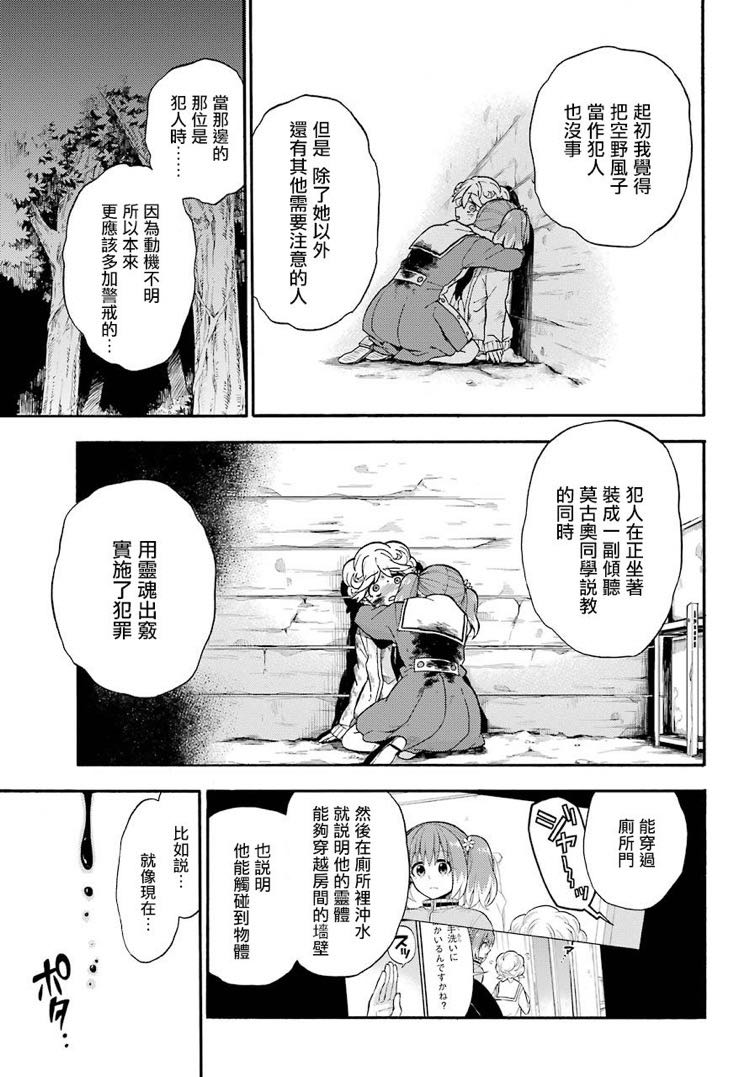 起初我覺得
把空野風子
當作犯人
也沒事
但是 除了她以外
還有其他需要注意的人
當那邊的
那位是
犯人時……
因為動機不明
所以本來
更應該多加警戒的…
犯人在正坐著
裝成一副傾聽
莫古奧同學説教
的同時
用靈魂出竅
實施了犯罪
能穿過
廁所門
ジャーッ
手洗いに
かいるんですかね?
スッ
然後在廁所裡沖水
就説明他的靈體
能夠穿越房間的墙壁
也説明
他能觸碰到物體
比如説…
就像現在…
ポタ…